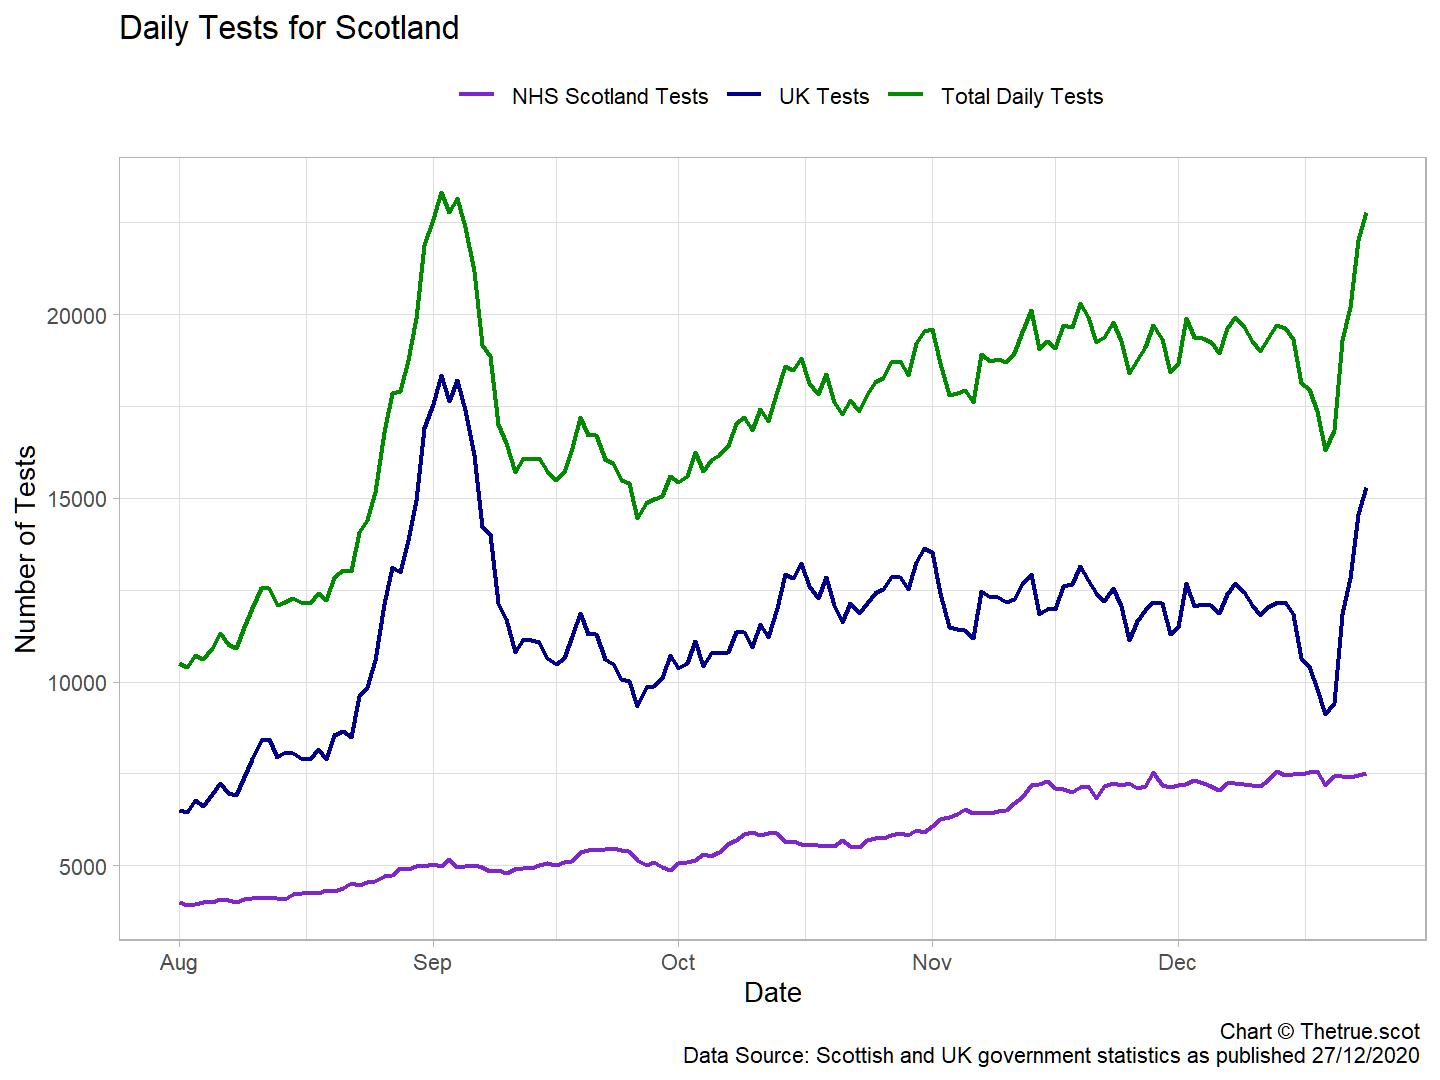 Daily Tests for Scotland
NHS Scotland Tests UK Tests Total Daily Tests
Number of Tests
20000
15000
10000
5000
Aug Sep Oct Nov Dec
Date
Chart © Thetrue.scot
Data Source: Scottish and UK government statistics as published 27/12/2020